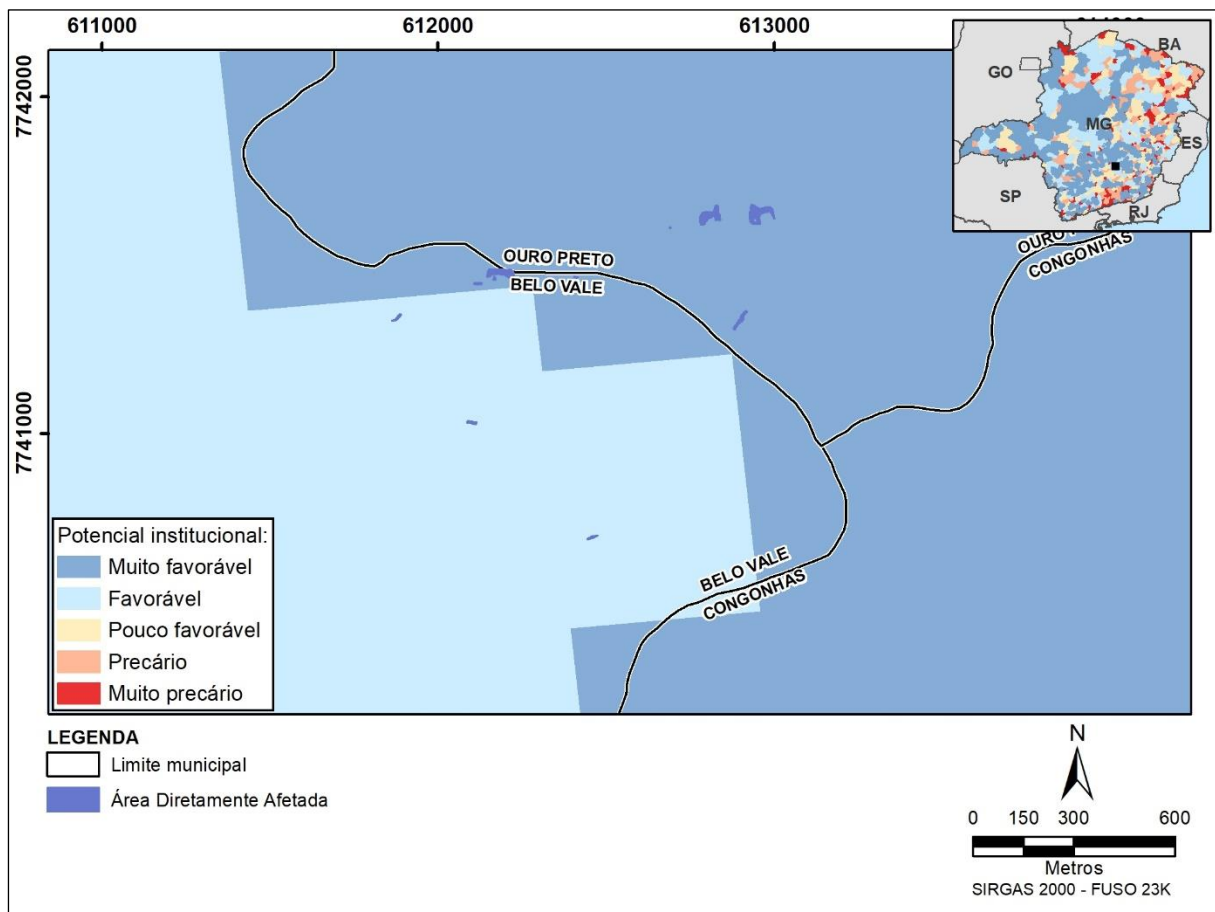 611000
612000
613000
7742000
7741000
BA
GO
MG
ES
SP
RJ
OURO PRETO
BELO VALE
CONGONHAS
BELO VALE
CONGONHAS
Potencial institucional:
Muito favorável
Favorável
Pouco favorável
Precário
Muito precário
LEGENDA
Limite municipal
Área Diretamente Afetada
N
0 150 300 600
Metros
SIRGAS 2000 - FUSO 23K